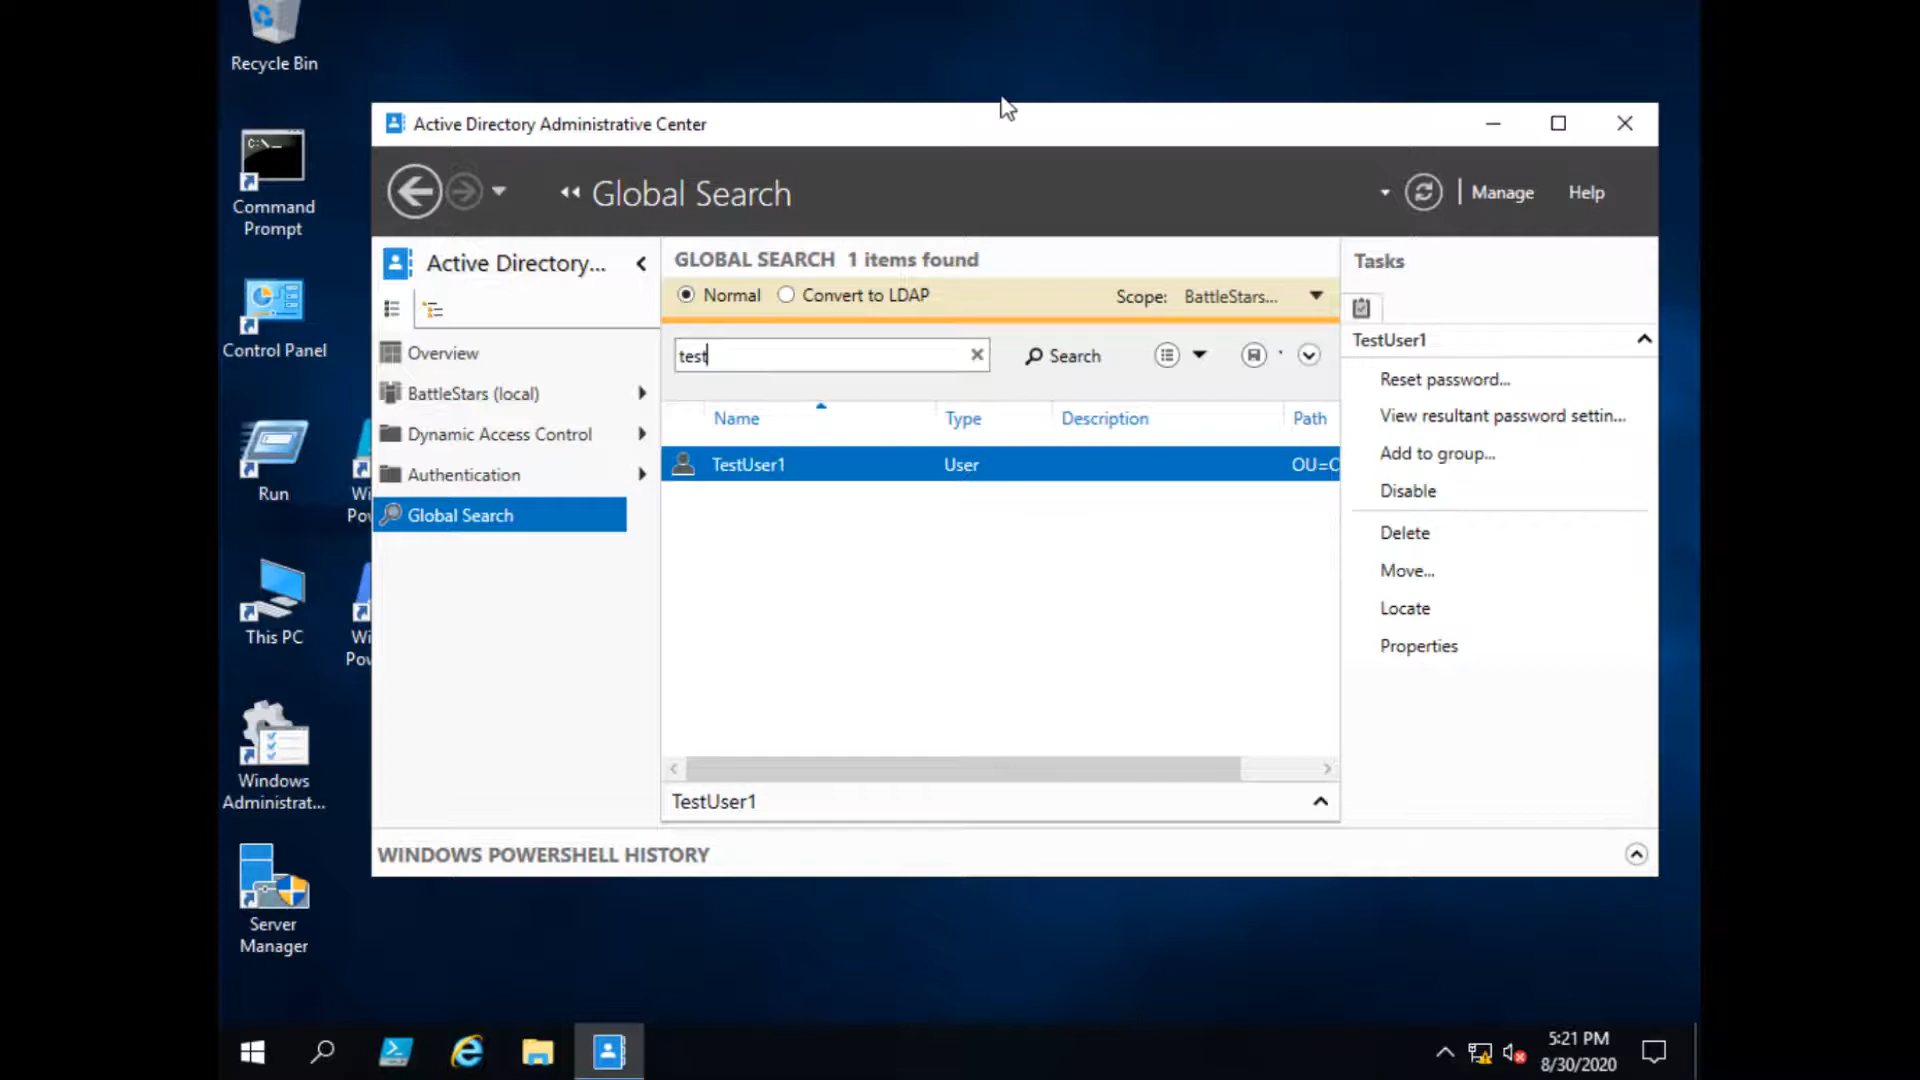 Recycle Bin
Command
Prompt
Control Panel
Run
This PC
Windows
Administrat...
Server
Manager
Wi
Pov
Wi
Pov
Active Directory Administrative Center
Global Search
Manage
Help
Active Directory...
Overview
BattleStars (local)
Dynamic Access Control
Authentication
Global Search
GLOBAL SEARCH 1 items found
Normal
Convert to LDAP
Scope: BattleStars...
test
Search
Name
Type
Description
Path
TestUser1
User
OU=C
TestUser1
Tasks
TestUser1
Reset password...
View resultant password settin...
Add to group...
Disable
Delete
Move...
Locate
Properties
WINDOWS POWERSHELL HISTORY
5:21 PM
8/30/2020